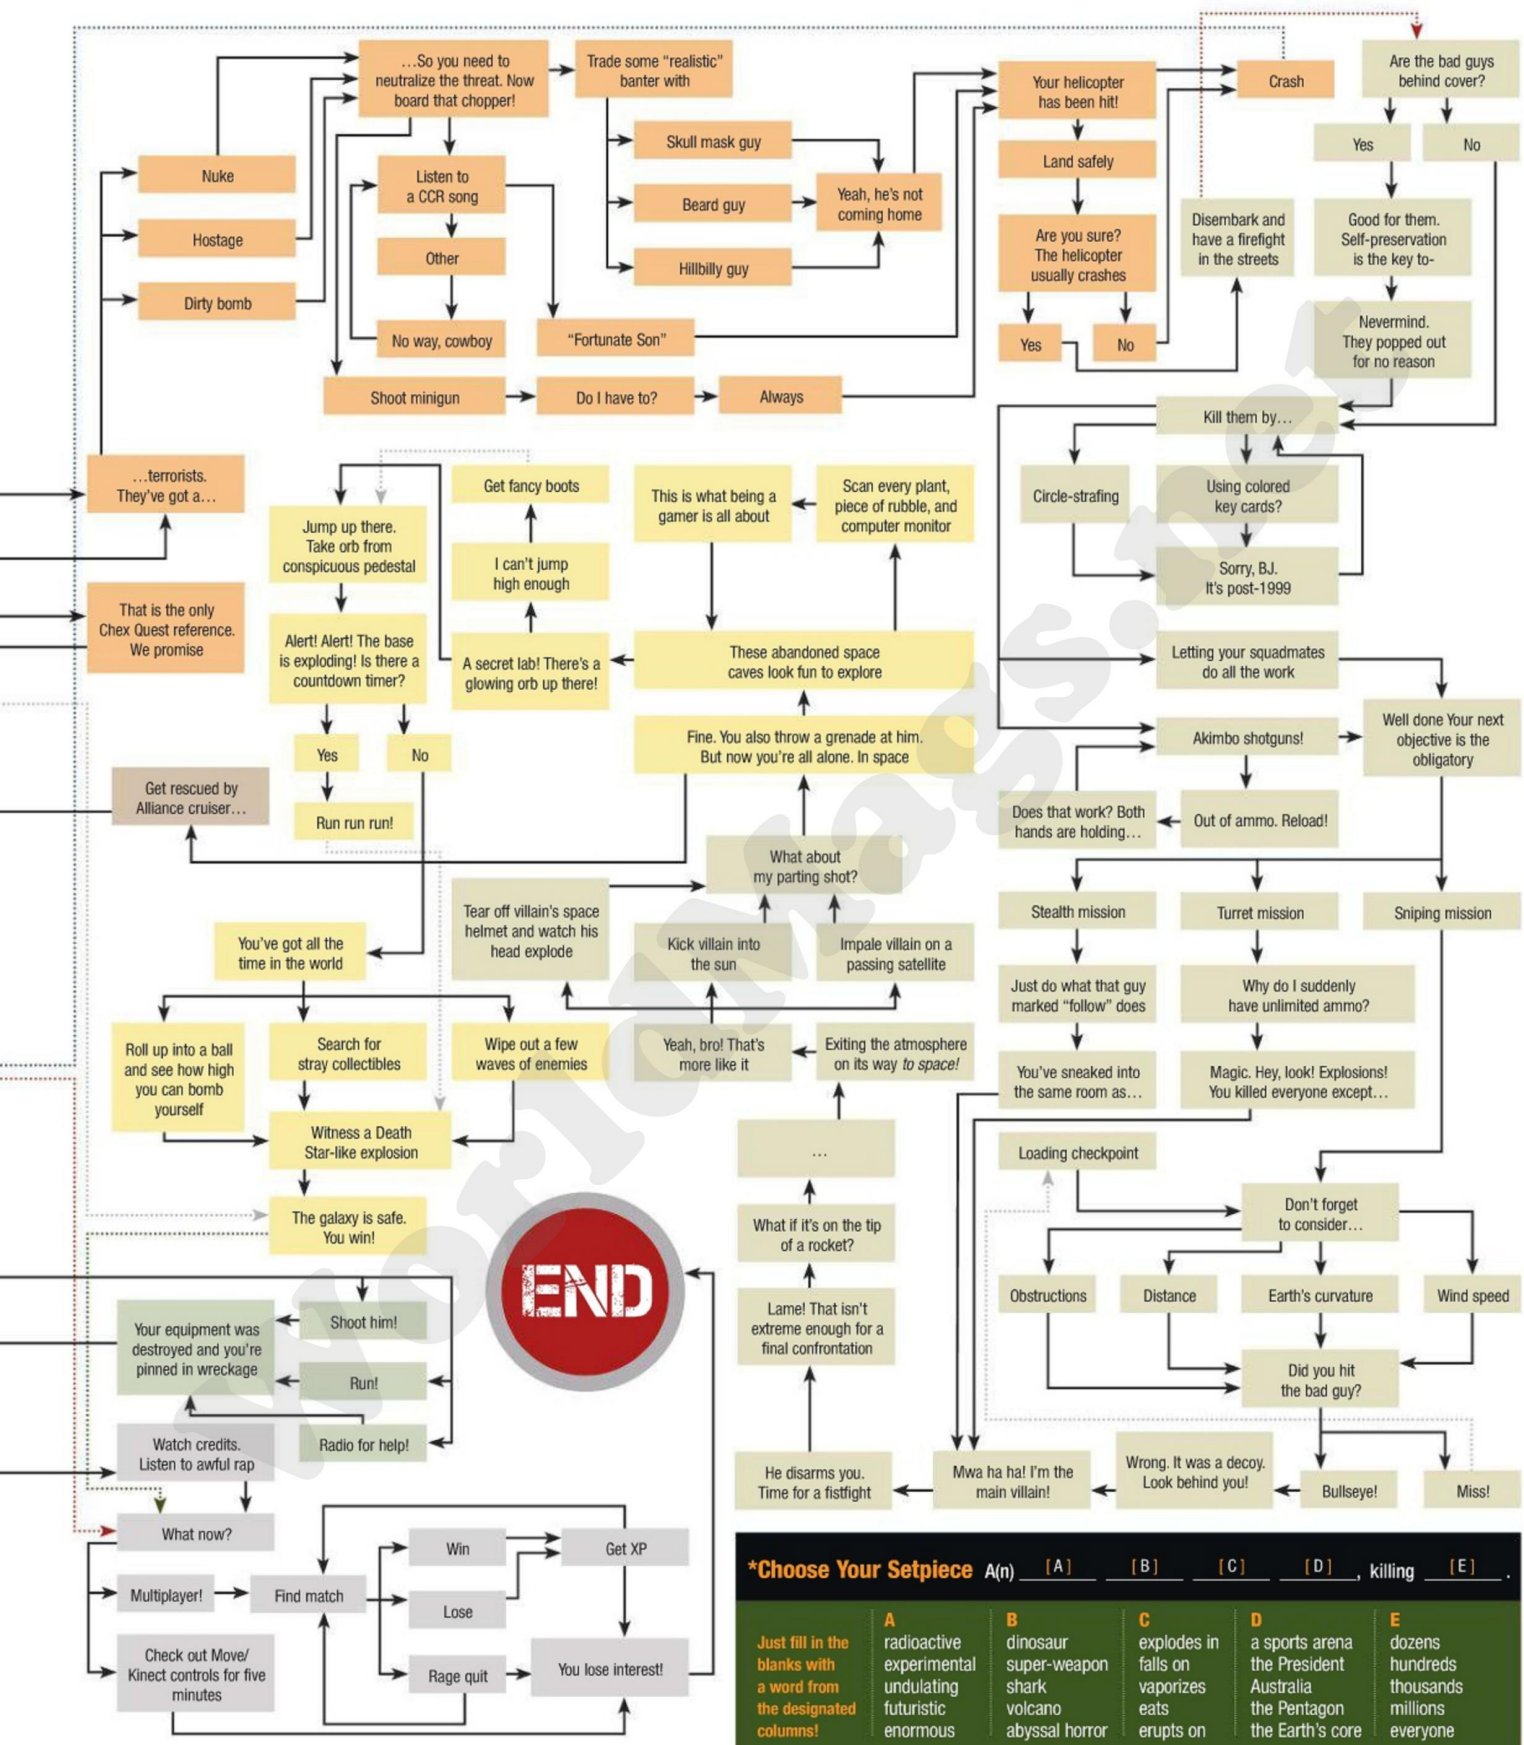 …So you need to
neutralize the threat. Now
board that chopper!
Trade some “realistic”
banter with
Your helicopter
has been hit!
Crash
Are the bad guys
behind cover?
Yes
No
Nuke
Hostage
Dirty bomb
Listen to
a CCR song
Other
No way, cowboy
Skull mask guy
Beard guy
Hillbilly guy
Yeah, he’s not
coming home
“Fortunate Son”
Shoot minigun
Do I have to?
Always
Land safely
Are you sure?
The helicopter
usually crashes
Yes
No
Disembark and
have a firefight
in the streets
Good for them.
Self-preservation
is the key to-
Nevermind.
They popped out
for no reason
Kill them by…
Circle-strafing
Using colored
key cards?
Sorry, BJ.
It’s post-1999
Letting your squadmates
do all the work
Akimbo shotguns!
Well done Your next
objective is the
obligatory
Does that work? Both
hands are holding…
Out of ammo. Reload!
…terrorists.
They’ve got a…
That is the only
Chex Quest reference.
We promise
Jump up there.
Take orb from
conspicuous pedestal
Get fancy boots
I can’t jump
high enough
A secret lab! There’s a
glowing orb up there!
This is what being a
gamer is all about
Scan every plant,
piece of rubble, and
computer monitor
These abandoned space
caves look fun to explore
Alert! Alert! The base
is exploding! Is there a
countdown timer?
Yes
No
Run run run!
Get rescued by
Alliance cruiser…
Fine. You also throw a grenade at him.
But now you’re all alone. In space
What about
my parting shot?
Tear off villain’s space
helmet and watch his
head explode
Kick villain into
the sun
Impale villain on a
passing satellite
Yeah, bro! That’s
more like it
Exiting the atmosphere
on its way to space!
…
What if it’s on the tip
of a rocket?
Lame! That isn’t
extreme enough for a
final confrontation
You’ve got all the
time in the world
Roll up into a ball
and see how high
you can bomb
yourself
Search for
stray collectibles
Wipe out a few
waves of enemies
Witness a Death
Star-like explosion
The galaxy is safe.
You win!
Stealth mission
Turret mission
Sniping mission
Just do what that guy
marked “follow” does
Why do I suddenly
have unlimited ammo?
You’ve sneaked into
the same room as…
Magic. Hey, look! Explosions!
You killed everyone except…
Loading checkpoint
Don’t forget
to consider…
Obstructions
Distance
Earth’s curvature
Wind speed
Did you hit
the bad guy?
Bullseye!
Miss!
Wrong. It was a decoy.
Look behind you!
Mwa ha ha! I’m the
main villain!
He disarms you.
Time for a fistfight
END
Your equipment was
destroyed and you’re
pinned in wreckage
Shoot him!
Run!
Radio for help!
Watch credits.
Listen to awful rap
What now?
Multiplayer!
Find match
Win
Lose
Rage quit
Get XP
You lose interest!
Check out Move/
Kinect controls for five
minutes
*Choose Your Setpiece A(n) [A] [B] [C] [D], killing [E].
Just fill in the
blanks with
a word from
the designated
columns!
A
radioactive
experimental
undulating
futuristic
enormous
B
dinosaur
super-weapon
shark
volcano
abyssal horror
C
explodes in
falls on
vaporizes
eats
erupts on
D
a sports arena
the President
Australia
the Pentagon
the Earth’s core
E
dozens
hundreds
thousands
millions
everyone
WorldMags.net